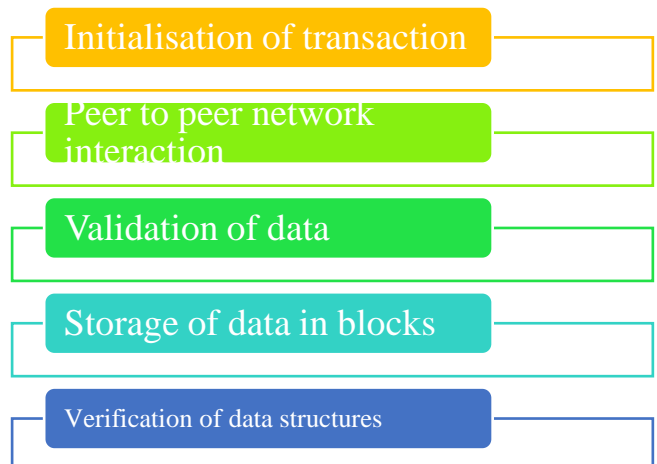 Initialisation of transaction
Peer to peer network
interaction
Validation of data
Storage of data in blocks
Verification of data structures